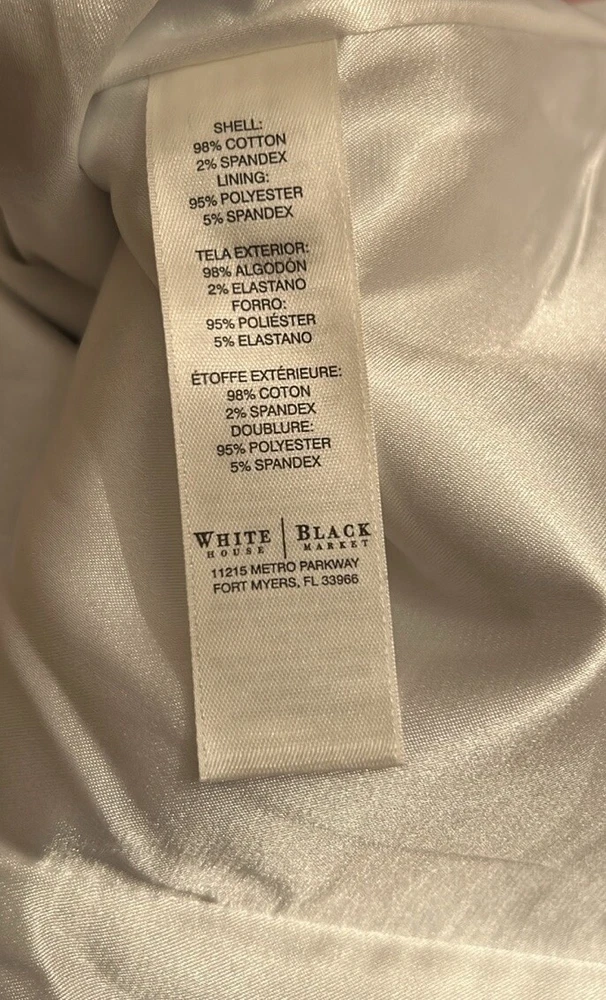 SHELL:
98% COTTON
2% SPANDEX
LINING:
95% POLYESTER
5% SPANDEX
TELA EXTERIOR:
98% ALGODÓN
2% ELASTANO
FORRO:
95% POLIÉSTER
5% ELASTANO
ÉTOFFE EXTÉRIEURE:
98% COTON
2% SPANDEX
DOUBLURE:
95% POLYESTER
5% SPANDEX
WHITE | BLACK
HOUSE MARKET
11215 METRO PARKWAY
FORT MYERS, FL 33966